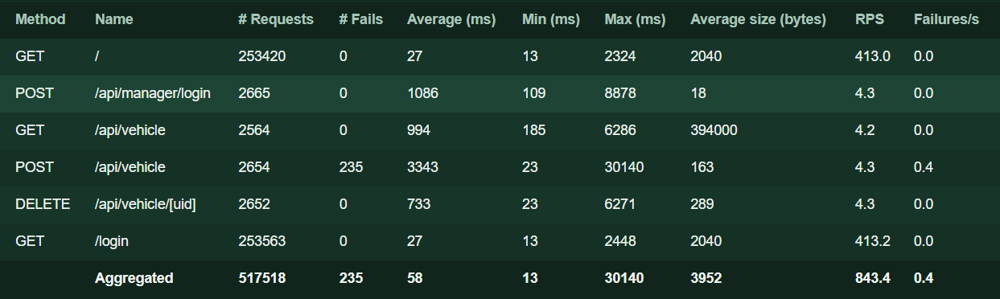 Method Name # Requests # Fails Average (ms) Min (ms) Max (ms) Average size (bytes) RPS Failures/s
GET / 253420 0 27 13 2324 2040 413.0 0.0
POST /api/manager/login 2665 0 1086 109 8878 18 4.3 0.0
GET /api/vehicle 2564 0 994 185 6286 394000 4.2 0.0
POST /api/vehicle 2654 235 3343 23 30140 163 4.3 0.4
DELETE /api/vehicle/[uid] 2652 0 733 23 6271 289 4.3 0.0
GET /login 253563 0 27 13 2448 2040 413.2 0.0
Aggregated 517518 235 58 13 30140 3952 843.4 0.4